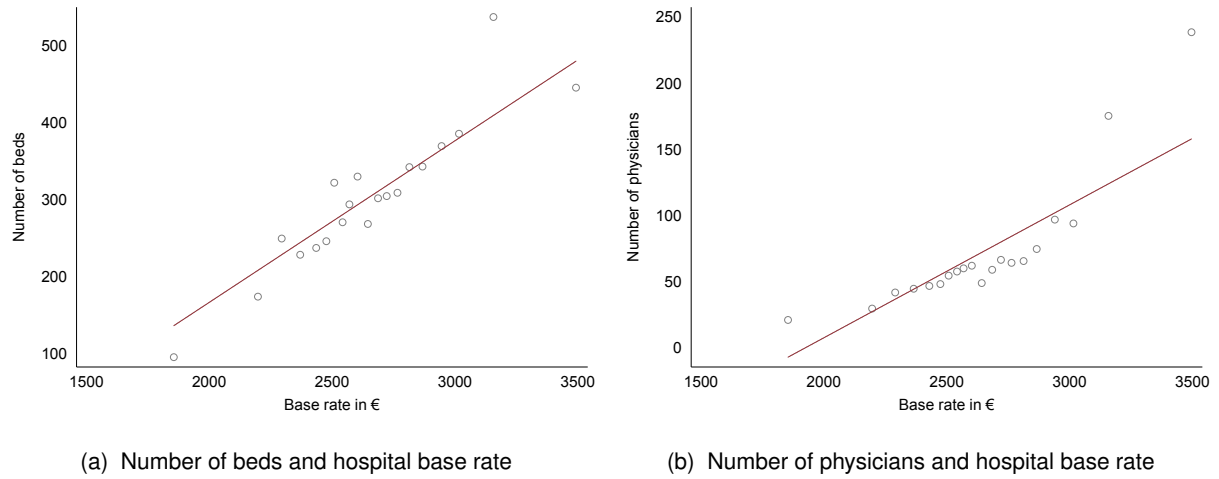 Number of beds
500
400
300
200
100
1500 2000 2500 3000 3500
Base rate in €
(a) Number of beds and hospital base rate
Number of physicians
250
200
150
100
50
0
1500 2000 2500 3000 3500
Base rate in €
(b) Number of physicians and hospital base rate